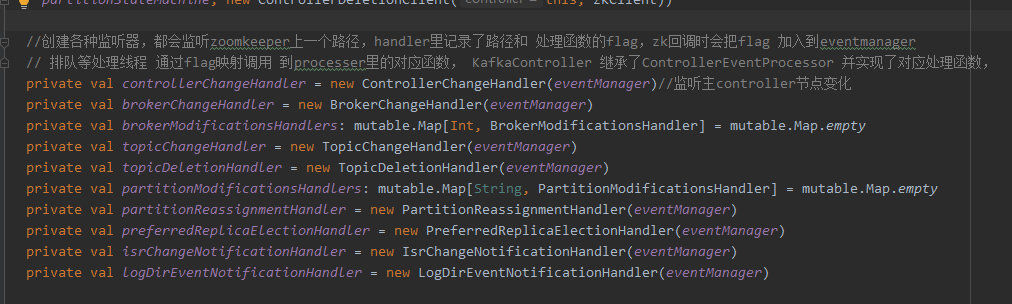 partitionStateMachine, new ControllerDeletionClient( controller = this, zkClient))
//创建各种监听器，都会监听zoomkeeper上一个路径，handler里记录了路径和 处理函数的flag，zk回调时会把flag 加入到eventmanager
// 排队等处理线程 通过flag映射调用 到processer里的对应函数， KafkaController 继承了ControllerEventProcessor 并实现了对应处理函数，
private val controllerChangeHandler = new ControllerChangeHandler(eventManager)//监听主controller节点变化
private val brokerChangeHandler = new BrokerChangeHandler(eventManager)
private val brokerModificationsHandlers: mutable.Map[Int, BrokerModificationsHandler] = mutable.Map.empty
private val topicChangeHandler = new TopicChangeHandler(eventManager)
private val topicDeletionHandler = new TopicDeletionHandler(eventManager)
private val partitionModificationsHandlers: mutable.Map[String, PartitionModificationsHandler] = mutable.Map.empty
private val partitionReassignmentHandler = new PartitionReassignmentHandler(eventManager)
private val preferredReplicaElectionHandler = new PreferredReplicaElectionHandler(eventManager)
private val isrChangeNotificationHandler = new IsrChangeNotificationHandler(eventManager)
private val logDirEventNotificationHandler = new LogDirEventNotificationHandler(eventManager)